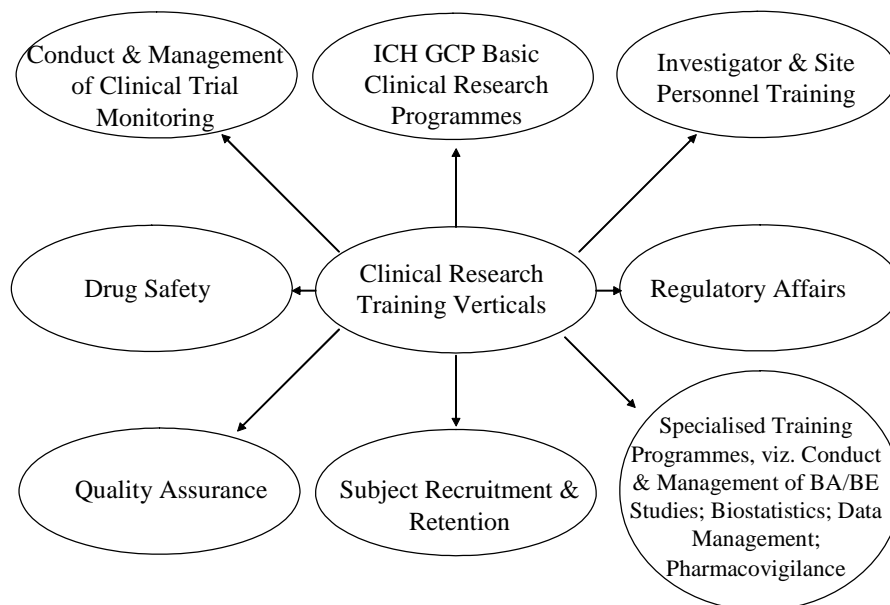 Conduct & Management
of Clinical Trial
Monitoring
ICH GCP Basic
Clinical Research
Programmes
Investigator & Site
Personnel Training
Drug Safety
Clinical Research
Training Verticals
Regulatory Affairs
Quality Assurance
Subject Recruitment &
Retention
Specialised Training
Programmes, viz. Conduct
& Management of BA/BE
Studies; Biostatistics; Data
Management;
Pharmacovigilance